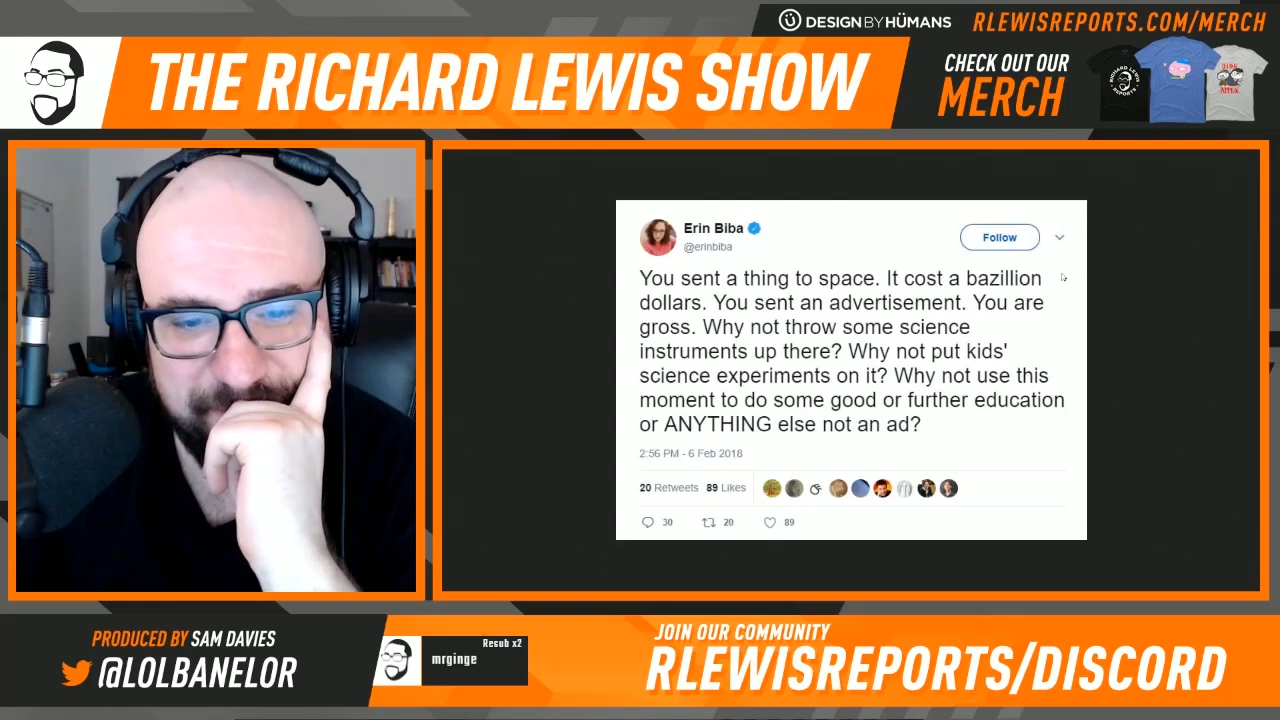 DESIGN BY HÜMANS
RLEWISREPORTS.COM/MERCH
THE RICHARD LEWIS SHOW
CHECK OUT OUR
MERCH
Erin Biba
@erinbiba
Follow
You sent a thing to space. It cost a bazillion
dollars. You sent an advertisement. You are
gross. Why not throw some science
instruments up there? Why not put kids'
science experiments on it? Why not use this
moment to do some good or further education
or ANYTHING else not an ad?
2:56 PM - 6 Feb 2018
20 Retweets 89 Likes
30 20 89
PRODUCED BY SAM DAVIES
@LOLBANELOR
Resub x2
mrginge
JOIN OUR COMMUNITY
RLEWISREPORTS/DISCORD